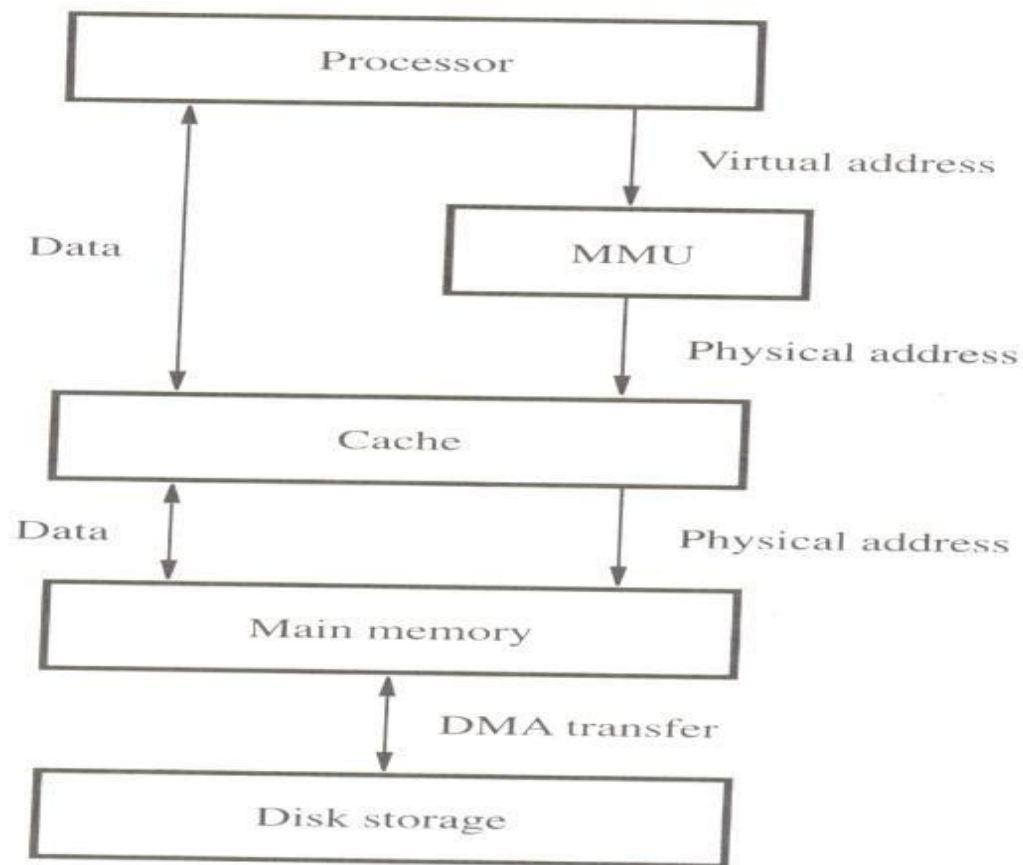 Processor
Virtual address
Data
MMU
Physical address
Cache
Data
Physical address
Main memory
DMA transfer
Disk storage